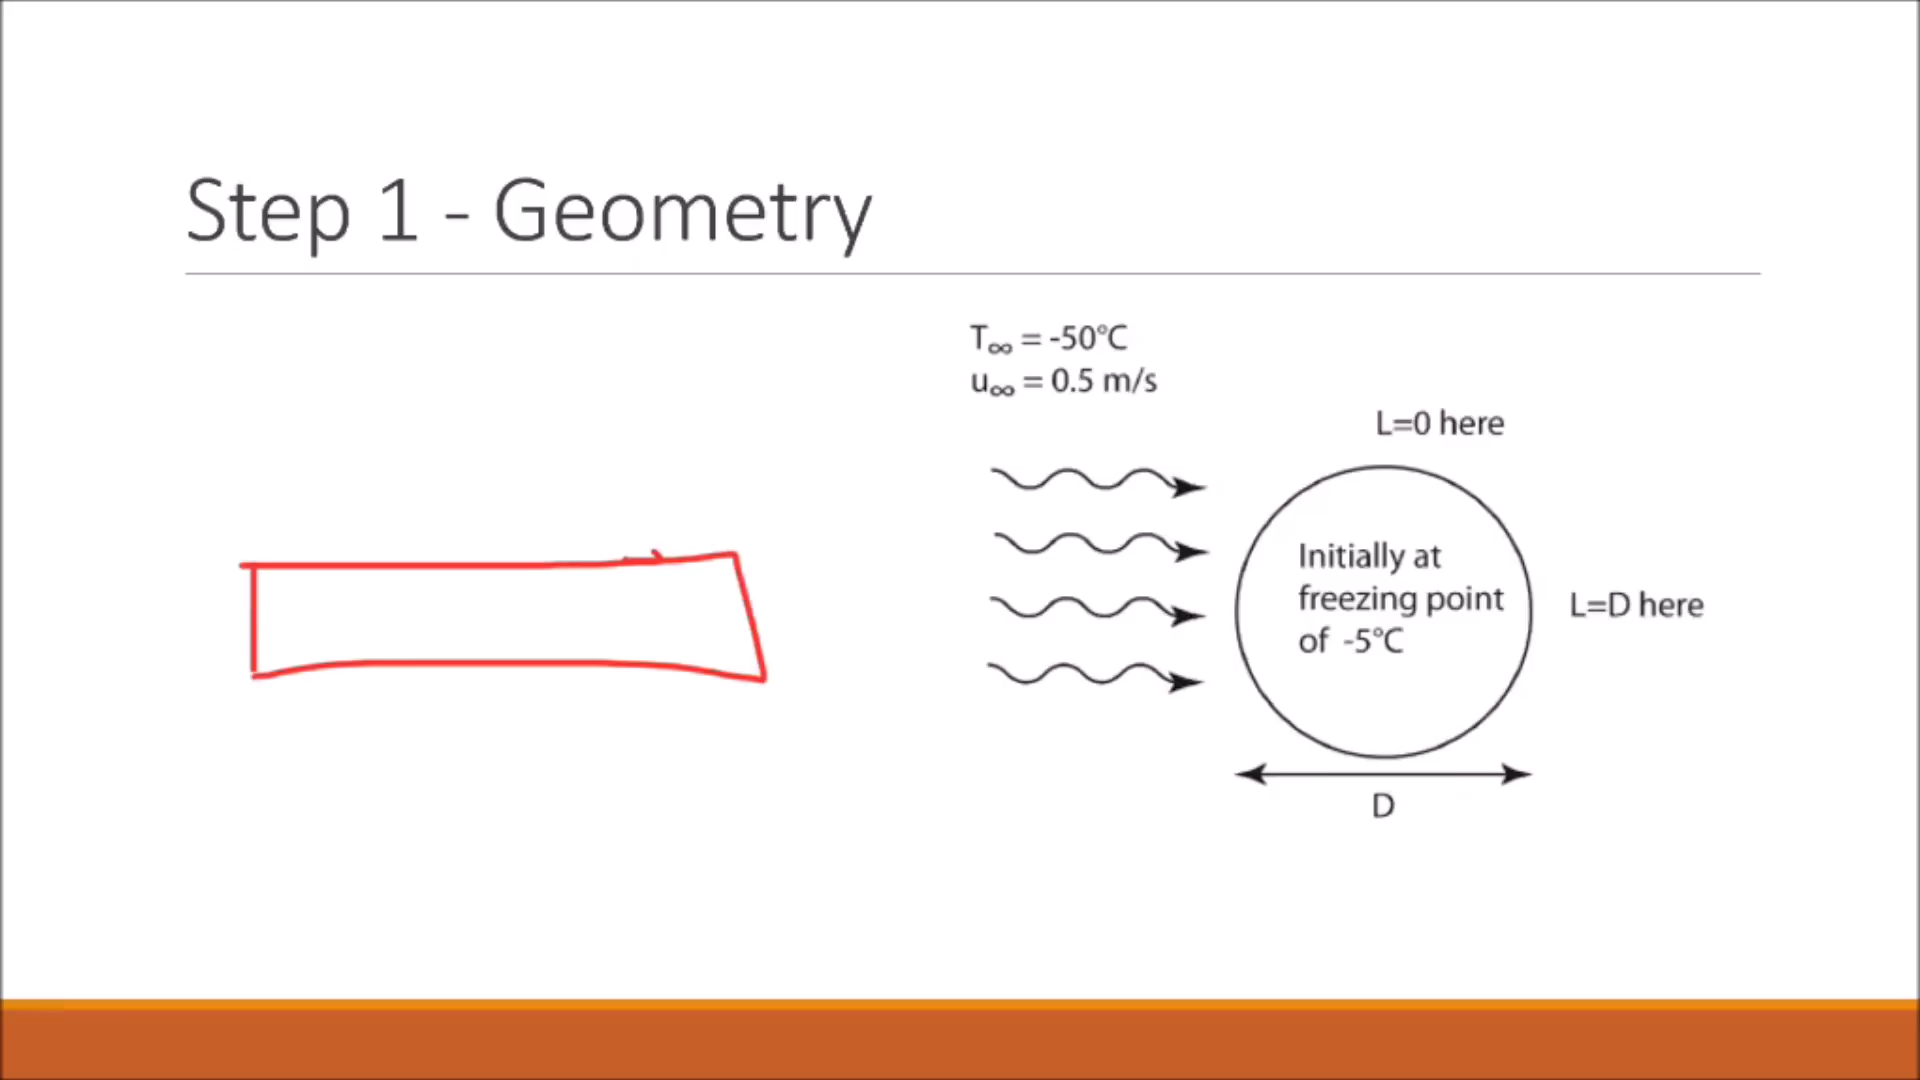 Step 1 - Geometry
T∞ = -50°C
u∞ = 0.5 m/s
L=0 here
Initially at
freezing point
of -5°C
L=D here
D